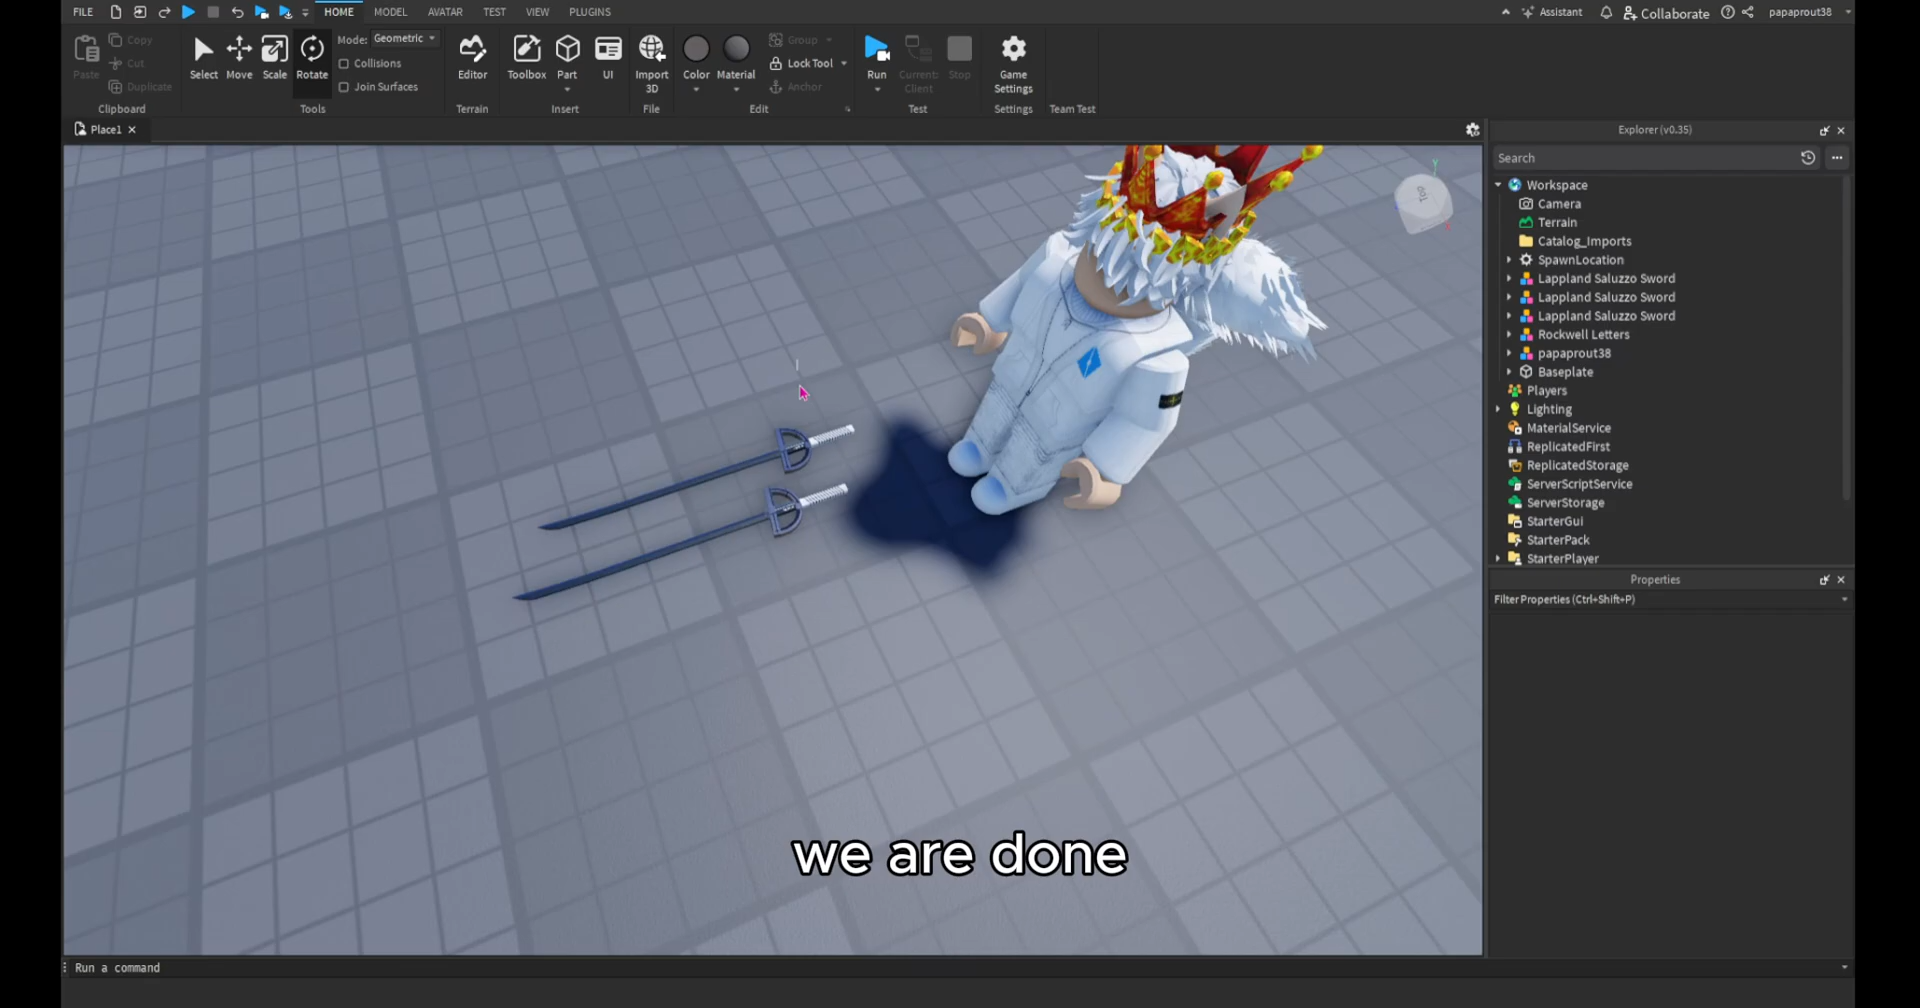 FILE HOME MODEL AVATAR TEST VIEW PLUGINS Assistant Collaborate papaprout38
Paste Copy Cut Duplicate Clipboard
Select Move Scale Rotate Mode: Geometric Collisions Join Surfaces Tools
Editor Terrain
Toolbox Part UI Insert
Import 3D File
Color Material Group Lock Tool Anchor Edit
Run Current: Client Stop Test
Game Settings Settings
Team Test
Place1
Explorer (v0.35)
Search
Workspace
Camera
Terrain
Catalog_Imports
SpawnLocation
Lappland Saluzzo Sword
Lappland Saluzzo Sword
Lappland Saluzzo Sword
Rockwell Letters
papaprout38
Baseplate
Players
Lighting
MaterialService
ReplicatedFirst
ReplicatedStorage
ServerScriptService
ServerStorage
StarterGui
StarterPack
StarterPlayer
Properties
Filter Properties (Ctrl+Shift+P)
Y
X
we are done
Run a command